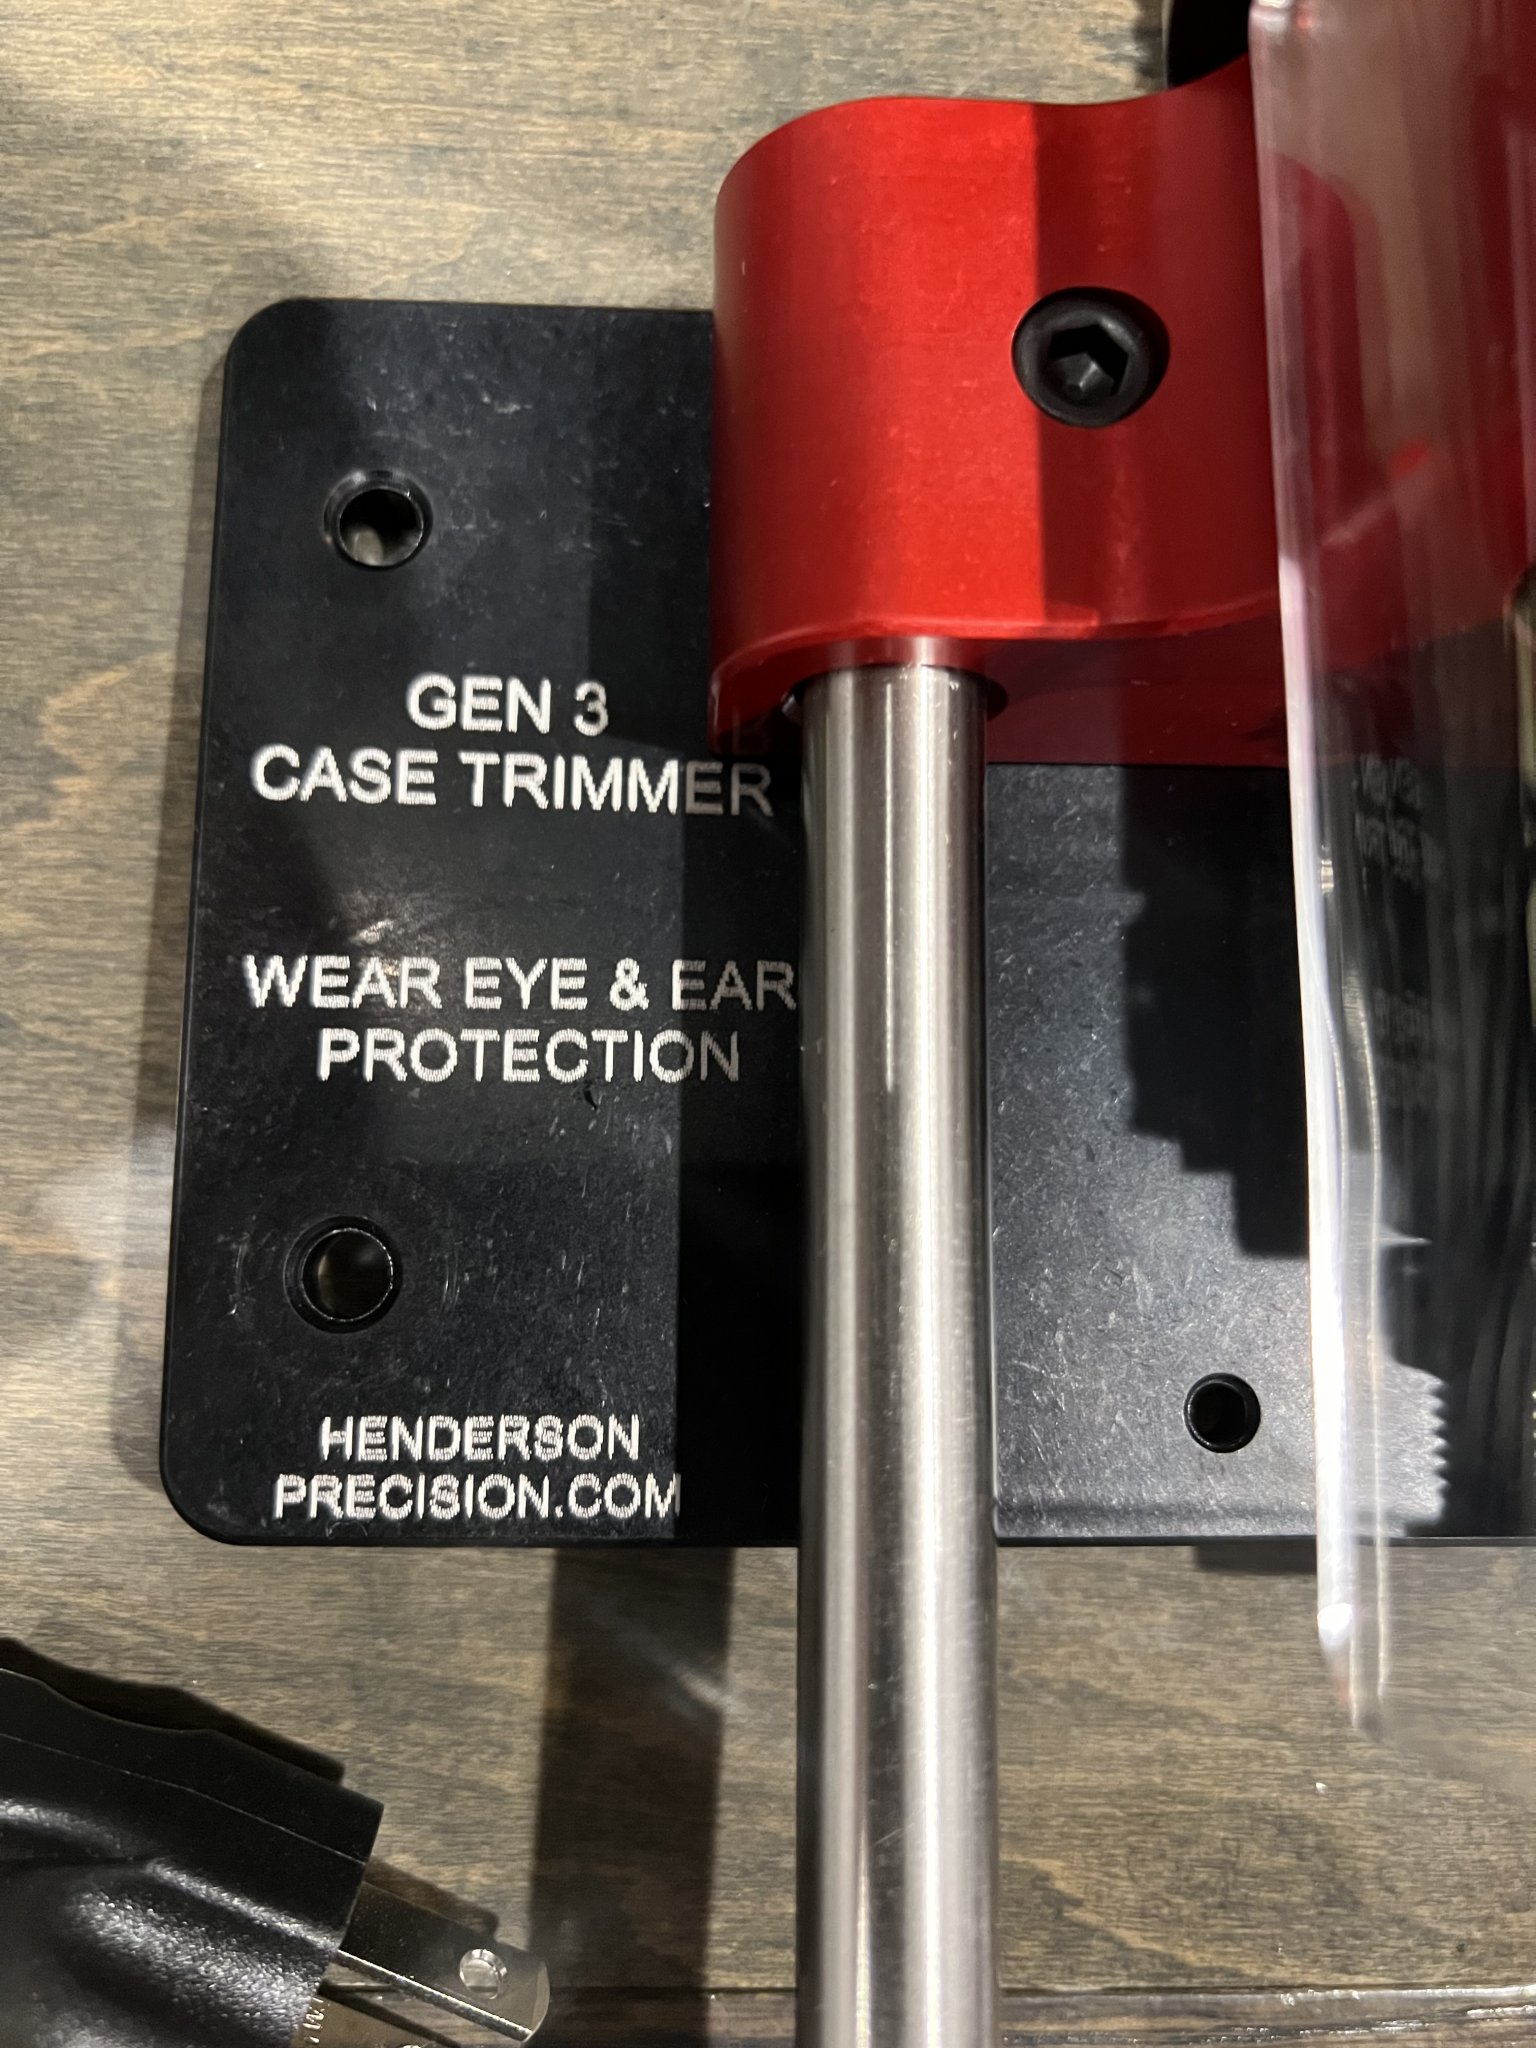 GEN 3
CASE TRIMMER
WEAR EYE & EAR
PROTECTION
HENDERSON
PRECISION.COM